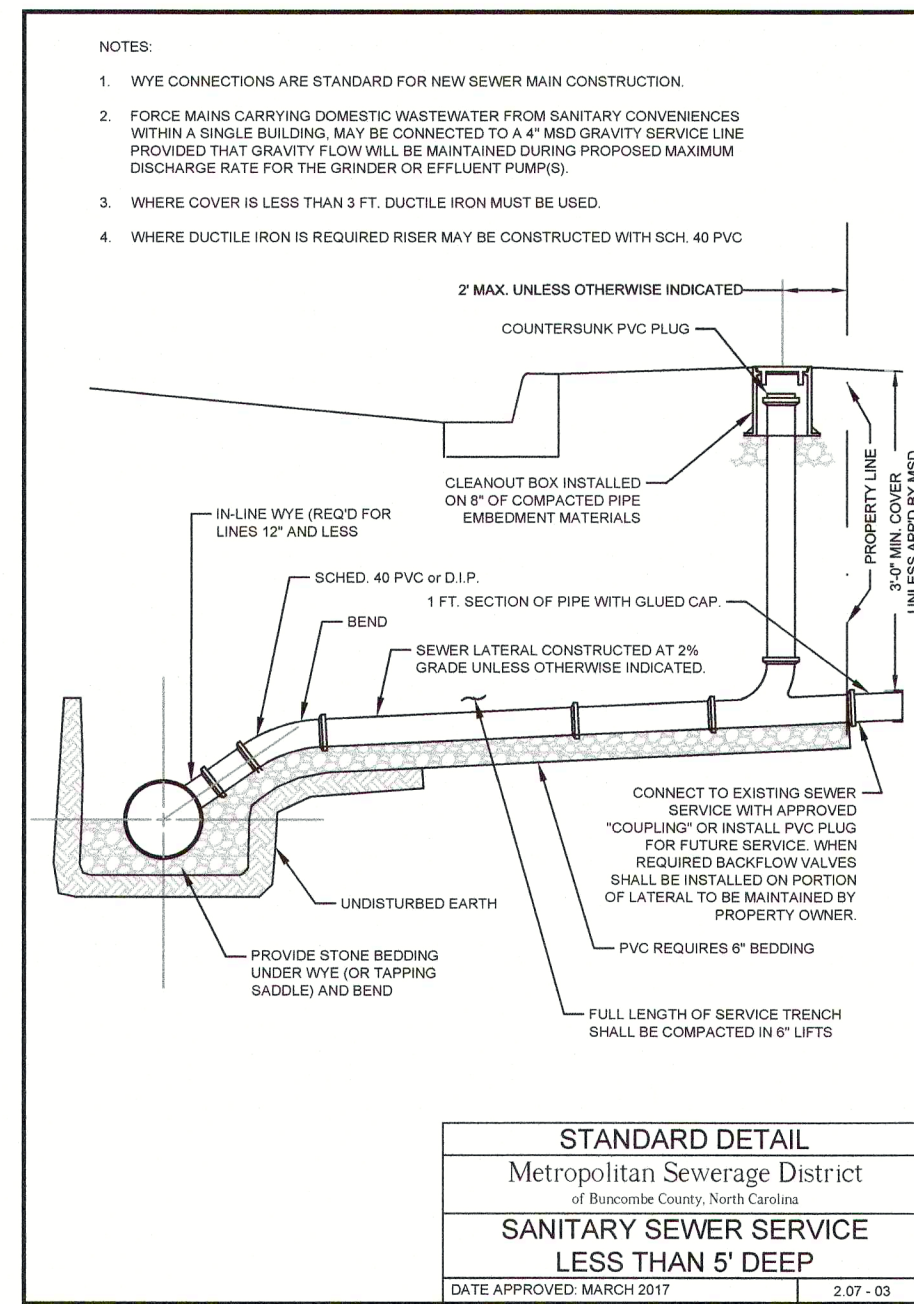 NOTES:
1. WYE CONNECTIONS ARE STANDARD FOR NEW SEWER MAIN CONSTRUCTION.
2. FORCE MAINS CARRYING DOMESTIC WASTEWATER FROM SANITARY CONVENIENCES
WITHIN A SINGLE BUILDING, MAY BE CONNECTED TO A 4" MSD GRAVITY SERVICE LINE
PROVIDED THAT GRAVITY FLOW WILL BE MAINTAINED DURING PROPOSED MAXIMUM
DISCHARGE RATE FOR THE GRINDER OR EFFLUENT PUMP(S).
3. WHERE COVER IS LESS THAN 3 FT. DUCTILE IRON MUST BE USED.
4. WHERE DUCTILE IRON IS REQUIRED RISER MAY BE CONSTRUCTED WITH SCH. 40 PVC
2' MAX. UNLESS OTHERWISE INDICATED
COUNTERSUNK PVC PLUG
CLEANOUT BOX INSTALLED
ON 8" OF COMPACTED PIPE
EMBEDMENT MATERIALS
PROPERTY LINE
3'-0" MIN. COVER
UNLESS APP'D BY MSD
IN-LINE WYE (REQ'D FOR
LINES 12" AND LESS
SCHED. 40 PVC or D.I.P.
1 FT. SECTION OF PIPE WITH GLUED CAP.
BEND
SEWER LATERAL CONSTRUCTED AT 2%
GRADE UNLESS OTHERWISE INDICATED.
CONNECT TO EXISTING SEWER
SERVICE WITH APPROVED
"COUPLING" OR INSTALL PVC PLUG
FOR FUTURE SERVICE. WHEN
REQUIRED BACKFLOW VALVES
SHALL BE INSTALLED ON PORTION
OF LATERAL TO BE MAINTAINED BY
PROPERTY OWNER.
UNDISTURBED EARTH
PVC REQUIRES 6" BEDDING
PROVIDE STONE BEDDING
UNDER WYE (OR TAPPING
SADDLE) AND BEND
FULL LENGTH OF SERVICE TRENCH
SHALL BE COMPACTED IN 6" LIFTS
STANDARD DETAIL
Metropolitan Sewerage District
of Buncombe County, North Carolina
SANITARY SEWER SERVICE
LESS THAN 5' DEEP
DATE APPROVED: MARCH 2017
2.07 - 03